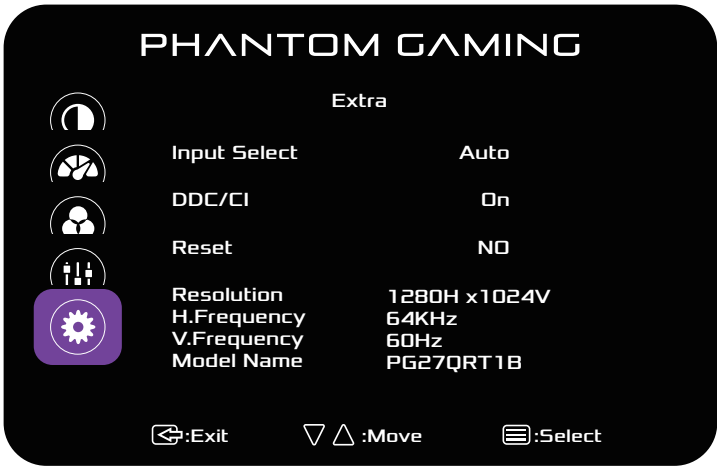 PHANTOM GAMING
Extra
Input Select Auto
DDC/CI On
Reset NO
Resolution 1280H x1024V
H.Frequency 64KHz
V.Frequency 60Hz
Model Name PG27QRT1B
:Exit :Move :Select